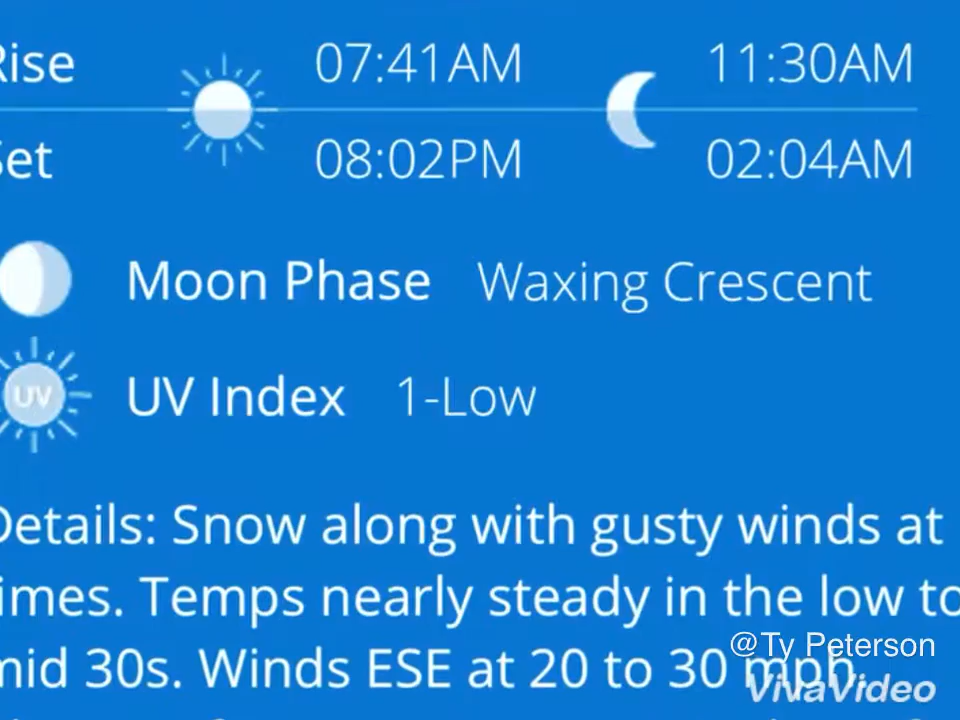 Rise 07:41AM 11:30AM
Set 08:02PM 02:04AM
Moon Phase Waxing Crescent
UV UV Index 1-Low
Details: Snow along with gusty winds at
times. Temps nearly steady in the low to
mid 30s. Winds ESE at 20 to 30 mph.
@Ty Peterson
VivaVideo